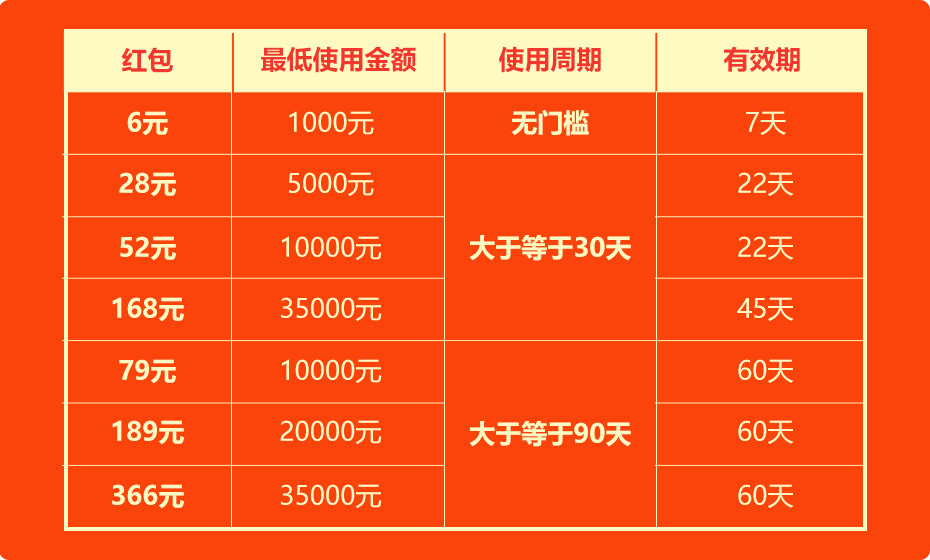 红包 最低使用金额 使用周期 有效期
6元 1000元 无门槛 7天
28元 5000元 22天
52元 10000元 大于等于30天 22天
168元 35000元 45天
79元 10000元 60天
189元 20000元 大于等于90天 60天
366元 35000元 60天